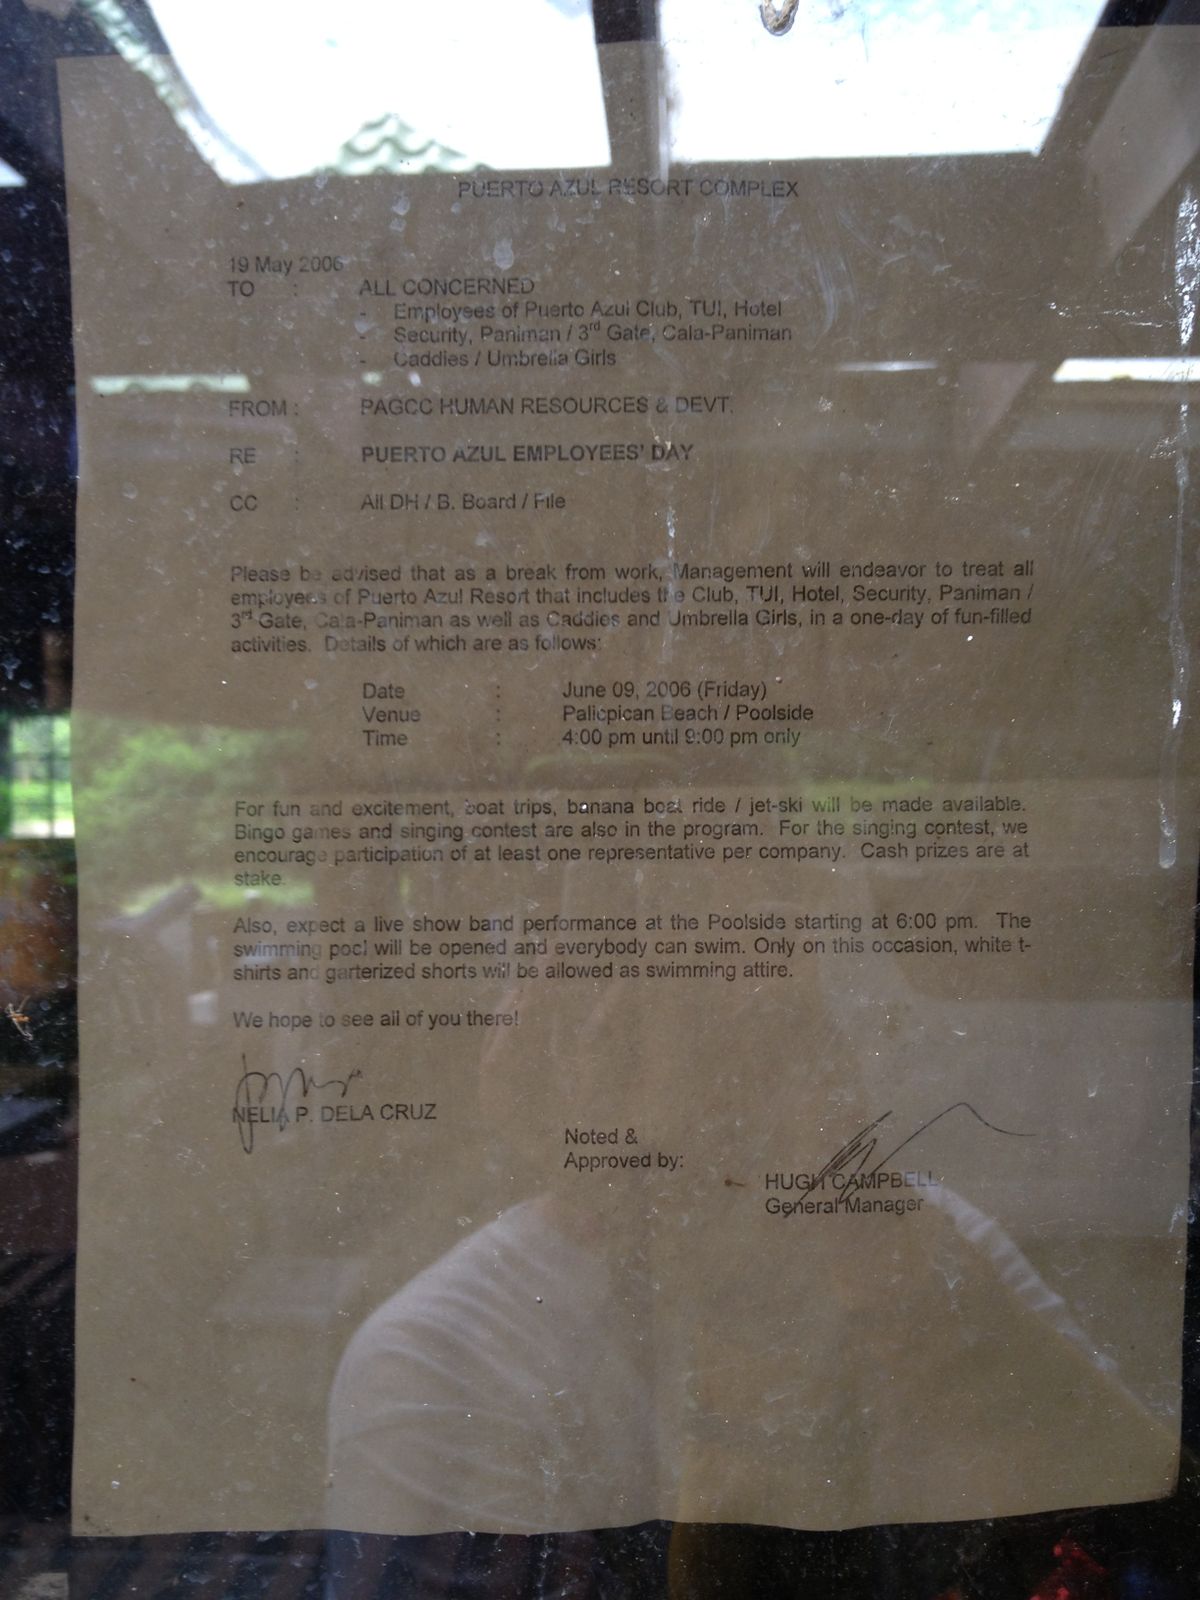 PUERTO AZUL RESORT COMPLEX
19 May 2006
TO : ALL CONCERNED
- Employees of Puerto Azul Club, TUI, Hotel
- Security, Paniman / 3rd Gate, Cala-Paniman
- Caddies / Umbrella Girls
FROM : PAGCC HUMAN RESOURCES & DEVT.
RE : PUERTO AZUL EMPLOYEES' DAY
CC : All DH / B. Board / File
Please be advised that as a break from work, Management will endeavor to treat all
employees of Puerto Azul Resort that includes the Club, TUI, Hotel, Security, Paniman /
3rd Gate, Cala-Paniman as well as Caddies and Umbrella Girls, in a one-day of fun-filled
activities. Details of which are as follows:
Date : June 09, 2006 (Friday)
Venue : Palicpican Beach / Poolside
Time : 4:00 pm until 9:00 pm only
For fun and excitement, boat trips, banana boat ride / jet-ski will be made available.
Bingo games and singing contest are also in the program. For the singing contest, we
encourage participation of at least one representative per company. Cash prizes are at
stake.
Also, expect a live show band performance at the Poolside starting at 6:00 pm. The
swimming pool will be opened and everybody can swim. Only on this occasion, white t-
shirts and garterized shorts will be allowed as swimming attire.
We hope to see all of you there!
NELIA P. DELA CRUZ
Noted &
Approved by:
HUGH CAMPBELL
General Manager